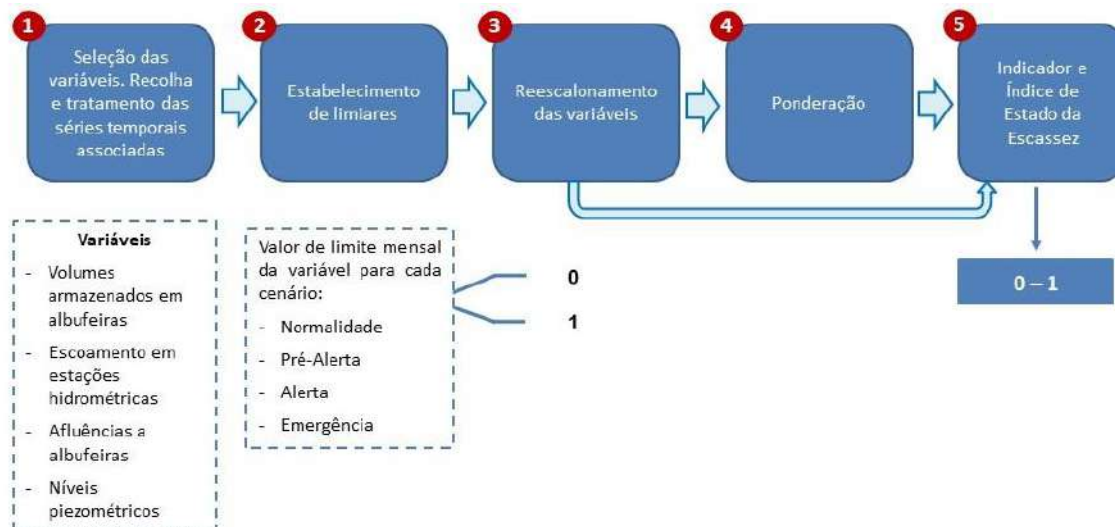 1
Seleção das
variáveis. Recolha
e tratamento das
séries temporais
associadas
2
Estabelecimento
de limiares
3
Reescalonamento
das variáveis
4
Ponderação
5
Indicador e
Índice de
Estado da
Escassez
Variáveis
- Volumes
armazenados em
albufeiras
- Escoamento em
estações
hidrométricas
- Afluências a
albufeiras
- Níveis
piezométricos
Valor de limite mensal
da variável para cada
cenário:
- Normalidade
- Pré-Alerta
- Alerta
- Emergência
0
1
0 – 1